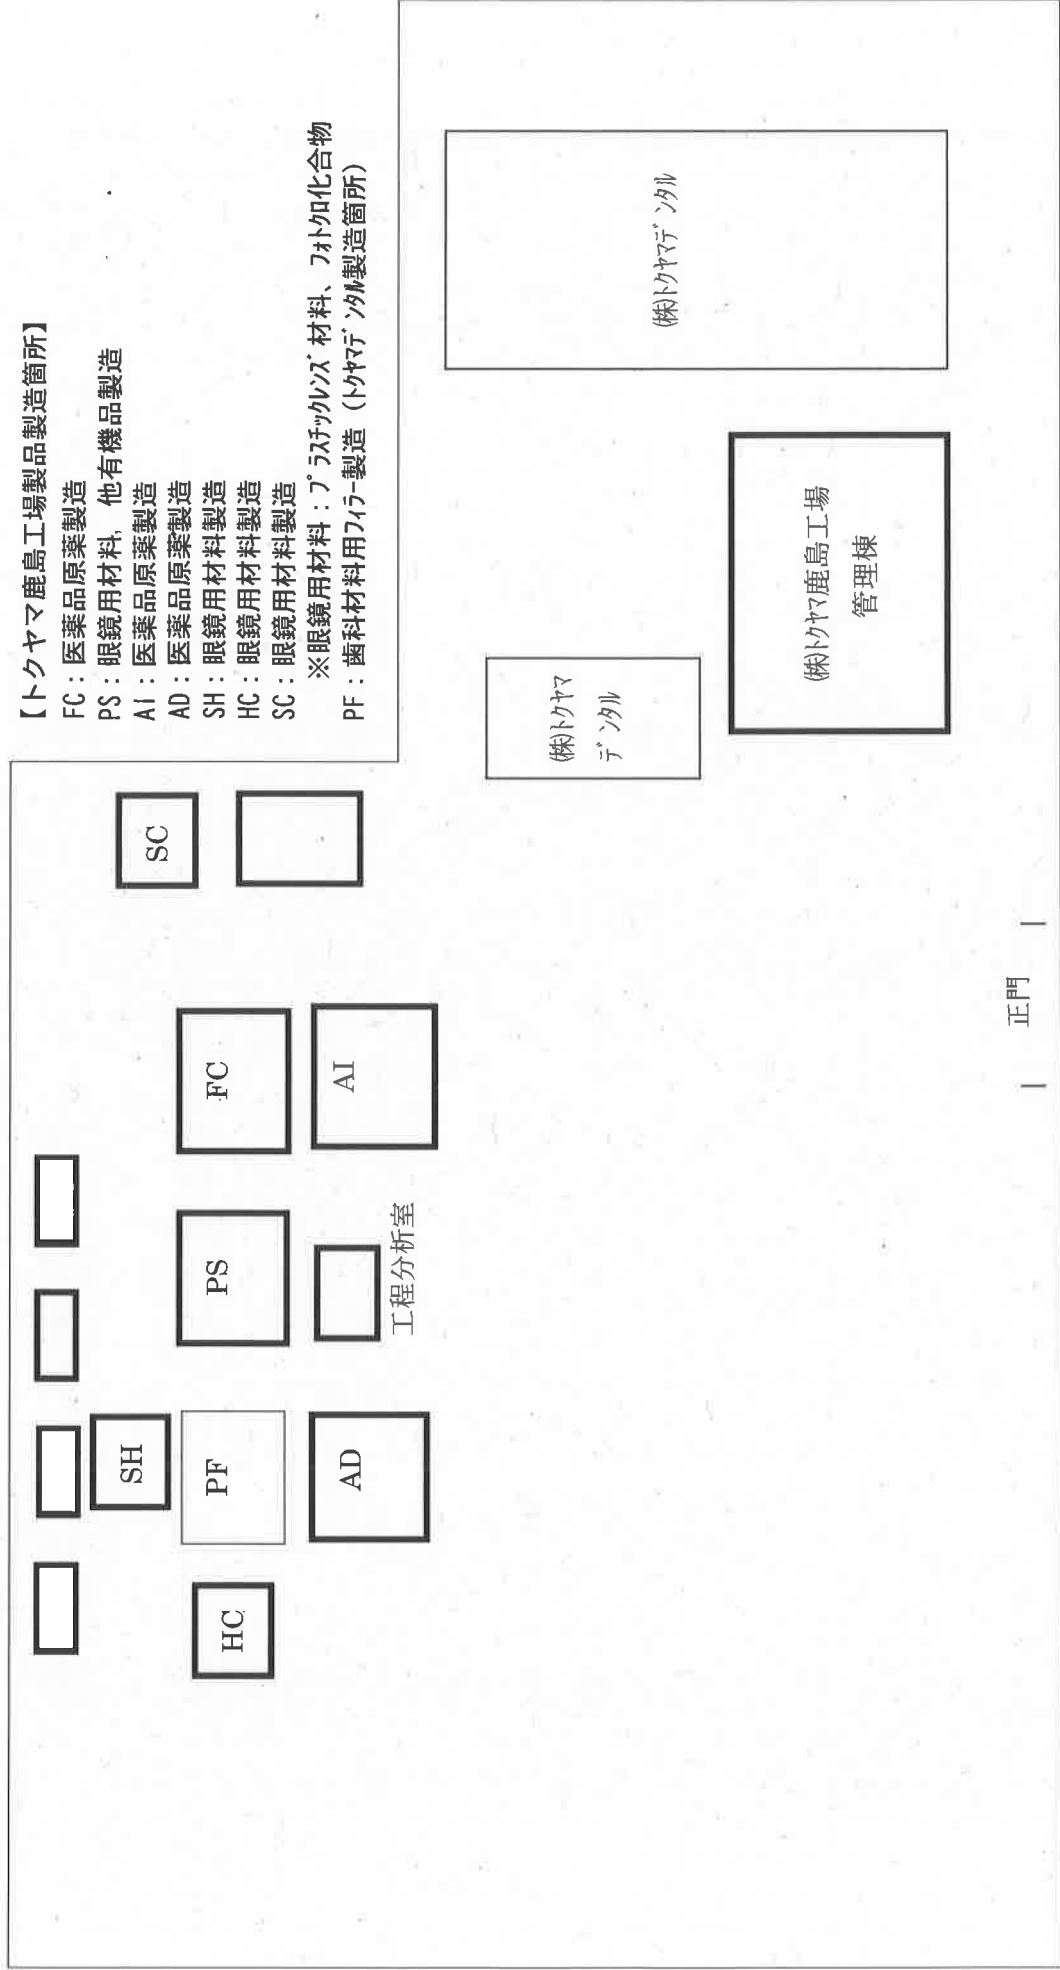 【トクヤマ鹿島工場製品製造箇所】
FC：医薬品原薬製造
PS：眼鏡用材料，他有機品製造
AI：医薬品原薬製造
AD：医薬品原薬製造
SH：眼鏡用材料製造
HC：眼鏡用材料製造
SC：眼鏡用材料製造
※眼鏡用材料：ﾌﾟﾗｽﾁｯｸﾚﾝｽﾞ材料、ﾌｫﾄｸﾛ化合物
PF：歯科材料用ﾌｨﾗｰ製造（ﾄｸﾔﾏﾃﾞﾝﾀﾙ製造箇所）
SC
SH
HC
PF
PS
FC
AD
AI
工程分析室
(株)ﾄｸﾔﾏ
ﾃﾞﾝﾀﾙ
(株)ﾄｸﾔﾏﾃﾞﾝﾀﾙ
(株)ﾄｸﾔﾏ鹿島工場
管理棟
正門